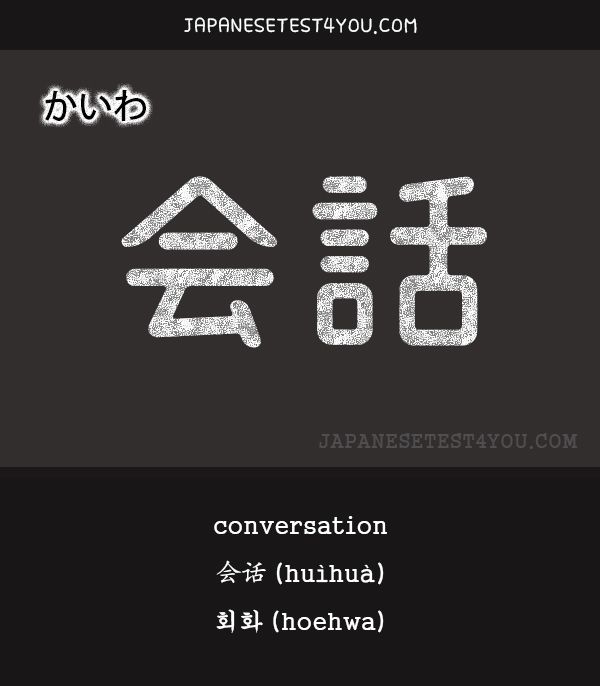 JAPANESETEST4YOU.COM
かいわ
会話
JAPANESETEST4YOU.COM
conversation
会话 (huìhuà)
회화 (hoehwa)